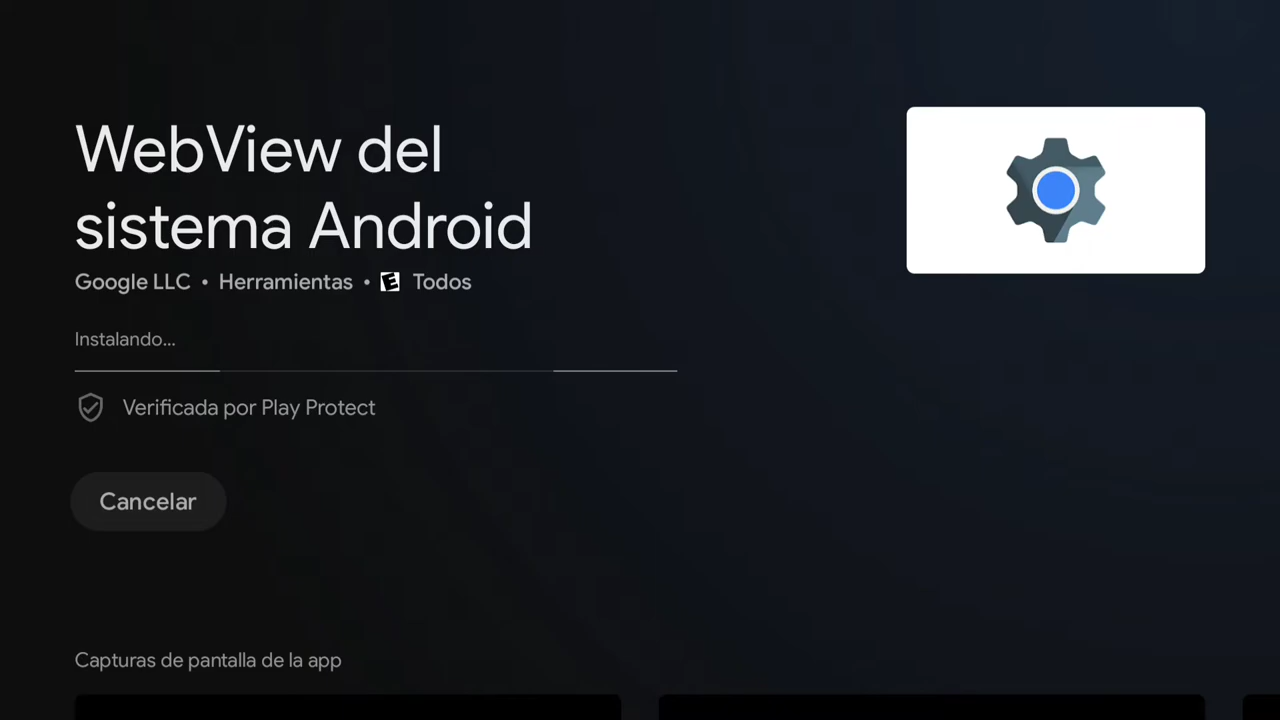 WebView del
sistema Android
Google LLC • Herramientas • E Todos
Instalando...
Verificada por Play Protect
Cancelar
Capturas de pantalla de la app